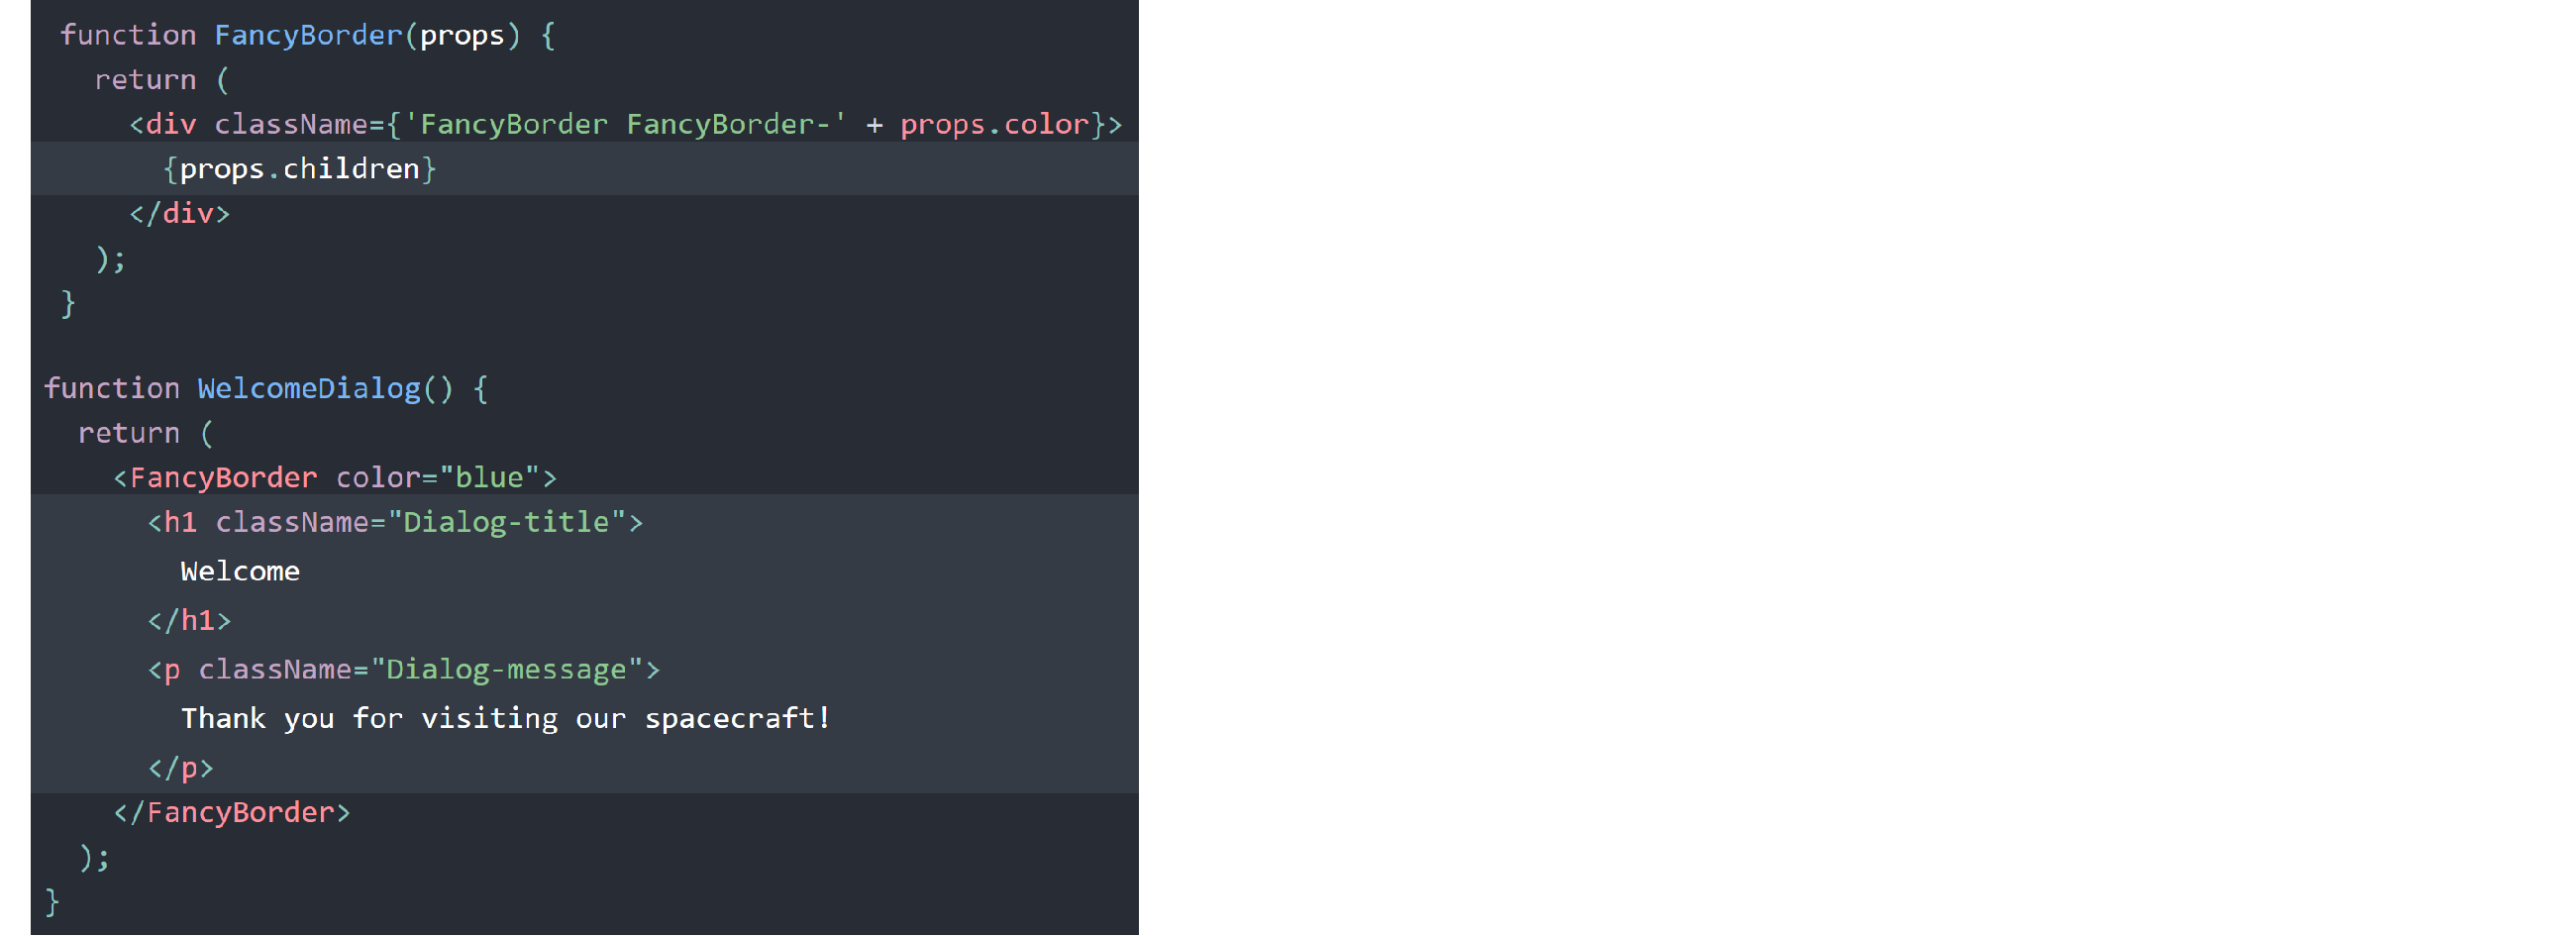 function FancyBorder(props) {
  return (
    <div className={'FancyBorder FancyBorder-' + props.color}>
      {props.children}
    </div>
  );
}

function WelcomeDialog() {
  return (
    <FancyBorder color="blue">
      <h1 className="Dialog-title">
        Welcome
      </h1>
      <p className="Dialog-message">
        Thank you for visiting our spacecraft!
      </p>
    </FancyBorder>
  );
}